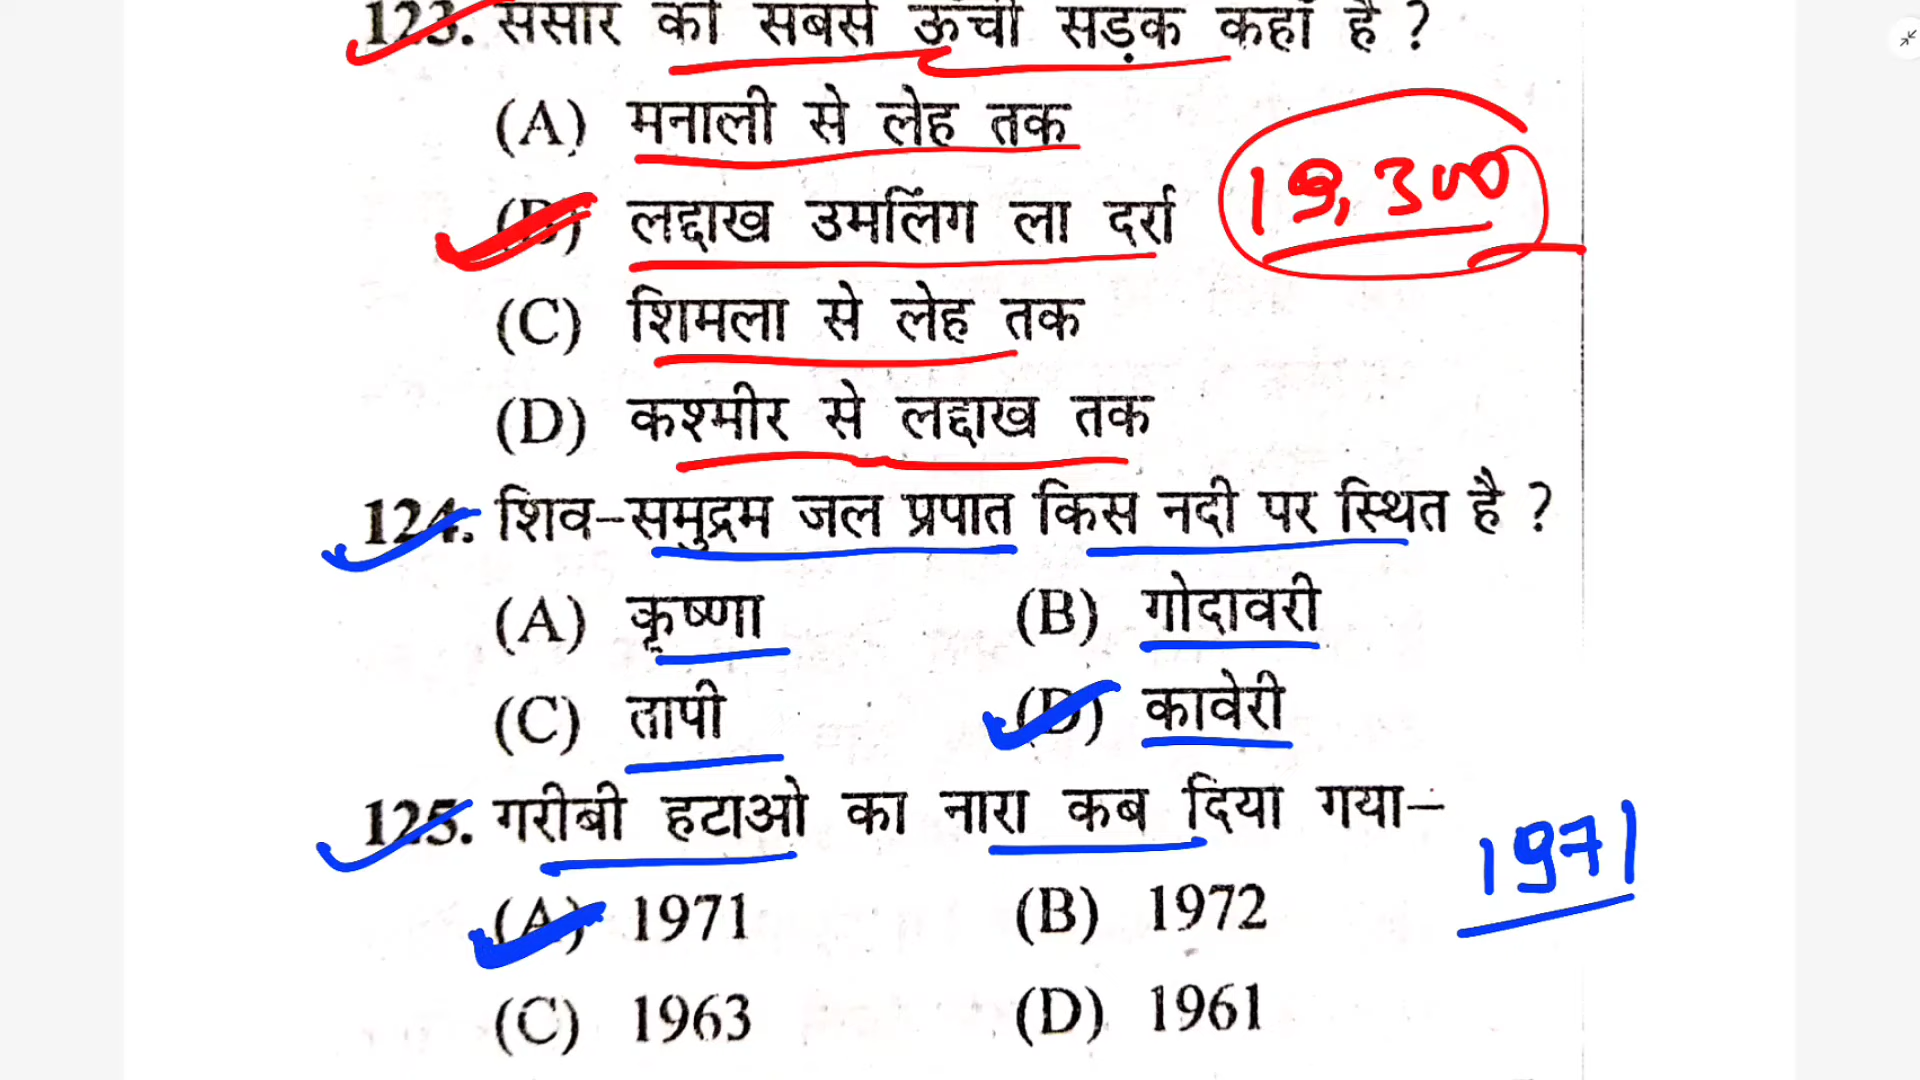 123. संसार की सबसे ऊँची सड़क कहाँ है ?
(A) मनाली से लेह तक
(B) लद्दाख उमलिंग ला दर्रा 19,300
(C) शिमला से लेह तक
(D) कश्मीर से लद्दाख तक
124. शिव-समुद्रम जल प्रपात किस नदी पर स्थित है ?
(A) कृष्णा (B) गोदावरी
(C) तापी (D) कावेरी
125. गरीबी हटाओ का नारा कब दिया गया– 1971
(A) 1971 (B) 1972
(C) 1963 (D) 1961